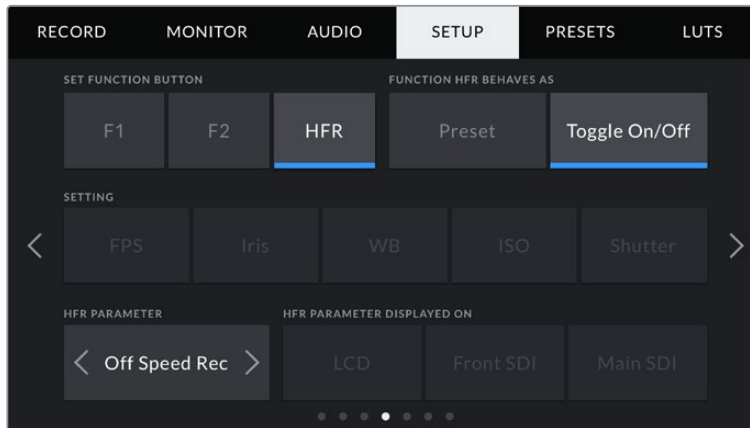 RECORD MONITOR AUDIO SETUP PRESETS LUTS
SET FUNCTION BUTTON FUNCTION HFR BEHAVES AS
F1 F2 HFR Preset Toggle On/Off
SETTING
FPS Iris WB ISO Shutter
HFR PARAMETER HFR PARAMETER DISPLAYED ON
Off Speed Rec LCD Front SDI Main SDI